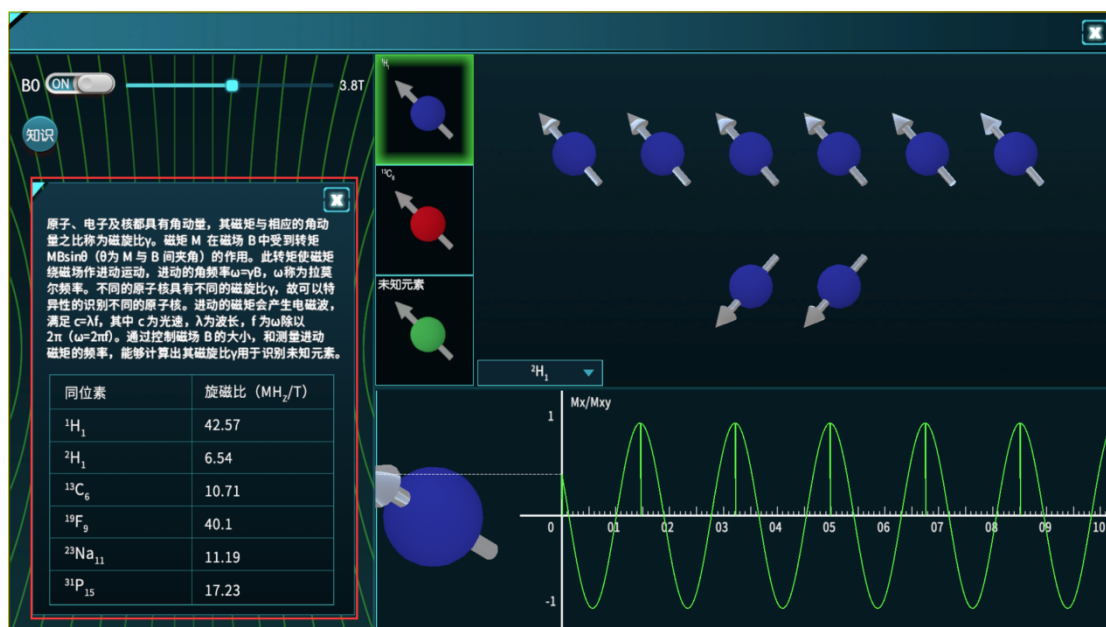 X
B0 ON 3.8T
知识
X
原子、电子及核都具有角动量，其磁矩与相应的角动
量之比称为磁旋比γ。磁矩 M 在磁场 B 中受到转矩
MBsinθ（θ为 M 与 B 间夹角）的作用。此转矩使磁矩
绕磁场作进动运动，进动的角频率ω=γB，ω称为拉莫
尔频率。不同的原子核具有不同的磁旋比γ，故可以特
异性的识别不同的原子核。进动的磁矩会产生电磁波，
满足 c=λf，其中 c 为光速，λ为波长，f 为ω除以
2π（ω=2πf）。通过控制磁场 B 的大小，和测量进动
磁矩的频率，能够计算出其磁旋比γ用于识别未知元素。
同位素 旋磁比（MHz/T）
¹H₁ 42.57
²H₁ 6.54
¹³C₆ 10.71
¹⁹F₉ 40.1
²³Na₁₁ 11.19
³¹P₁₅ 17.23
¹H₁
¹³C₆
未知元素
²H₁
Mx/Mxy
1
0 01 02 03 04 05 06 07 08 09 10
-1